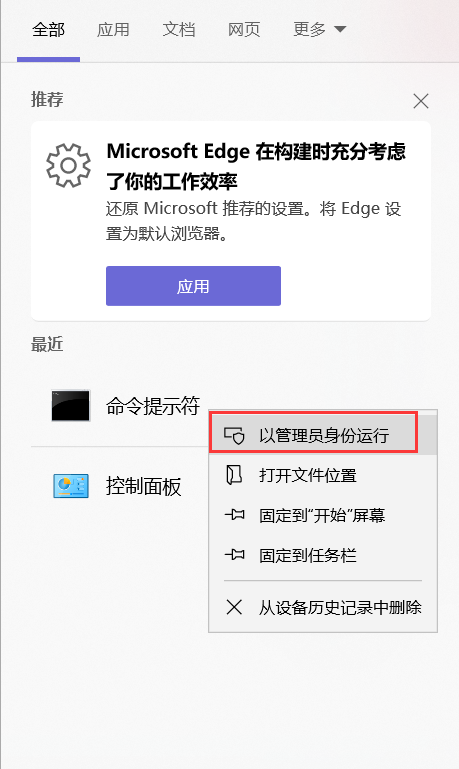 全部 应用 文档 网页 更多
推荐
Microsoft Edge 在构建时充分考虑
了你的工作效率
还原 Microsoft 推荐的设置。将 Edge 设
置为默认浏览器。
应用
最近
命令提示符
以管理员身份运行
打开文件位置
控制面板
固定到“开始”屏幕
固定到任务栏
从设备历史记录中删除